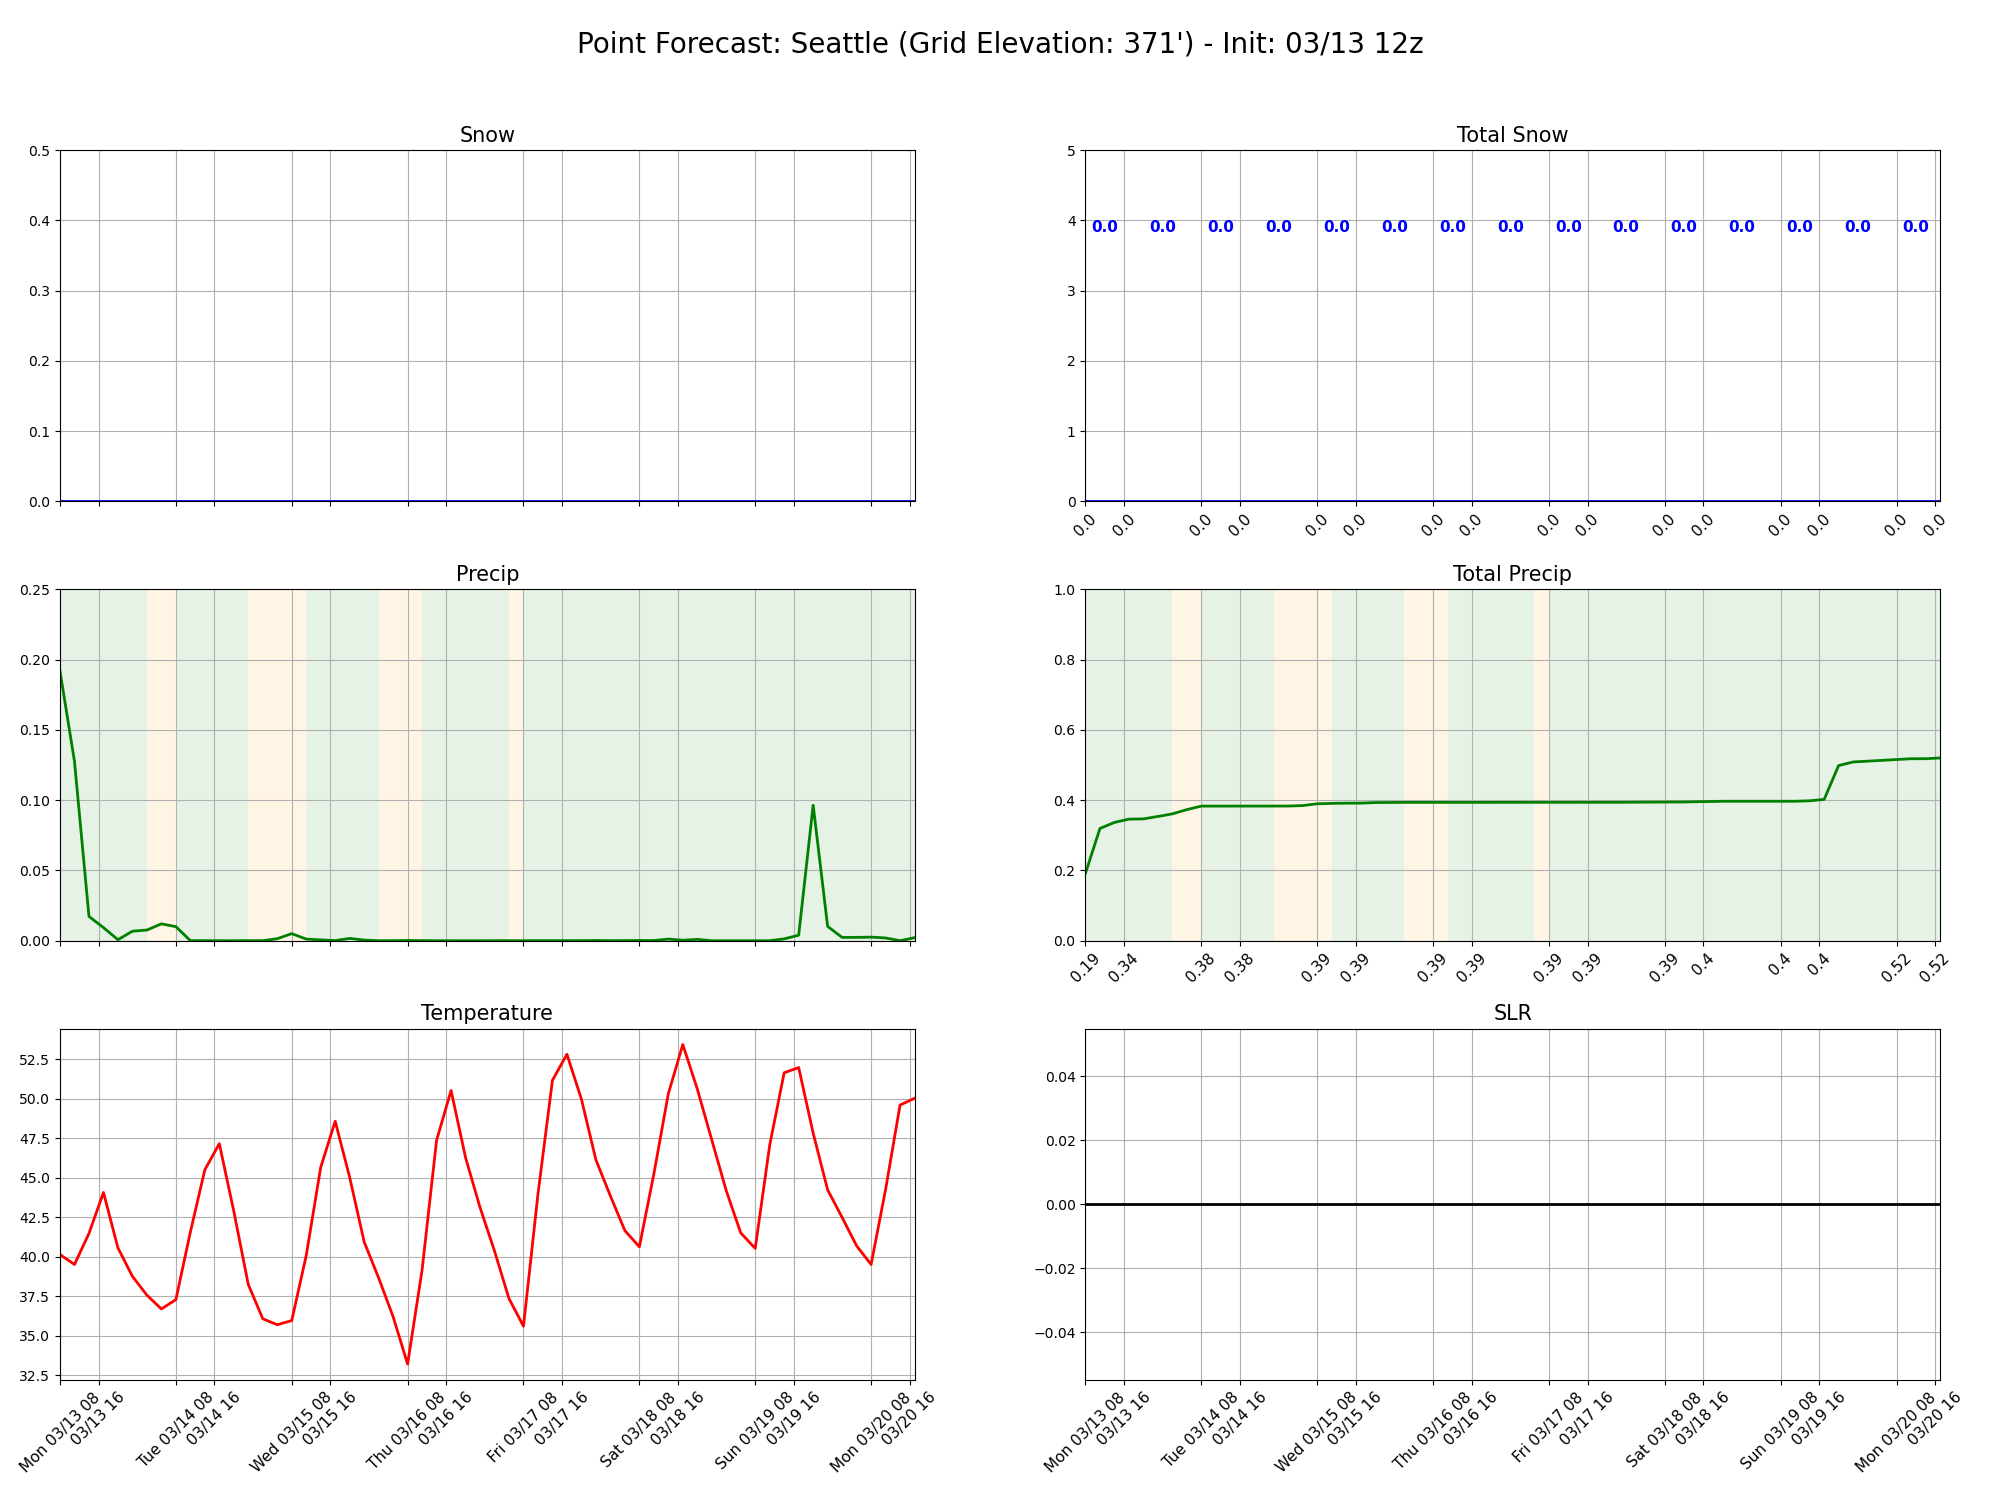 Point Forecast: Seattle (Grid Elevation: 371') - Init: 03/13 12z
Snow
0.5
0.4
0.3
0.2
0.1
0.0
Total Snow
5
4
3
2
1
0
0.0 0.0 0.0 0.0 0.0 0.0 0.0 0.0 0.0 0.0 0.0 0.0 0.0 0.0 0.0
0.0 0.0 0.0 0.0 0.0 0.0 0.0 0.0 0.0 0.0 0.0 0.0 0.0 0.0 0.0 0.0
Precip
0.25
0.20
0.15
0.10
0.05
0.00
Total Precip
1.0
0.8
0.6
0.4
0.2
0.0
0.19 0.34 0.38 0.38 0.39 0.39 0.39 0.39 0.39 0.39 0.39 0.4 0.4 0.4 0.52 0.52
Temperature
52.5
50.0
47.5
45.0
42.5
40.0
37.5
35.0
32.5
Mon 03/13 08
03/13 16
Tue 03/14 08
03/14 16
Wed 03/15 08
03/15 16
Thu 03/16 08
03/16 16
Fri 03/17 08
03/17 16
Sat 03/18 08
03/18 16
Sun 03/19 08
03/19 16
Mon 03/20 08
03/20 16
SLR
0.04
0.02
0.00
−0.02
−0.04
Mon 03/13 08
03/13 16
Tue 03/14 08
03/14 16
Wed 03/15 08
03/15 16
Thu 03/16 08
03/16 16
Fri 03/17 08
03/17 16
Sat 03/18 08
03/18 16
Sun 03/19 08
03/19 16
Mon 03/20 08
03/20 16